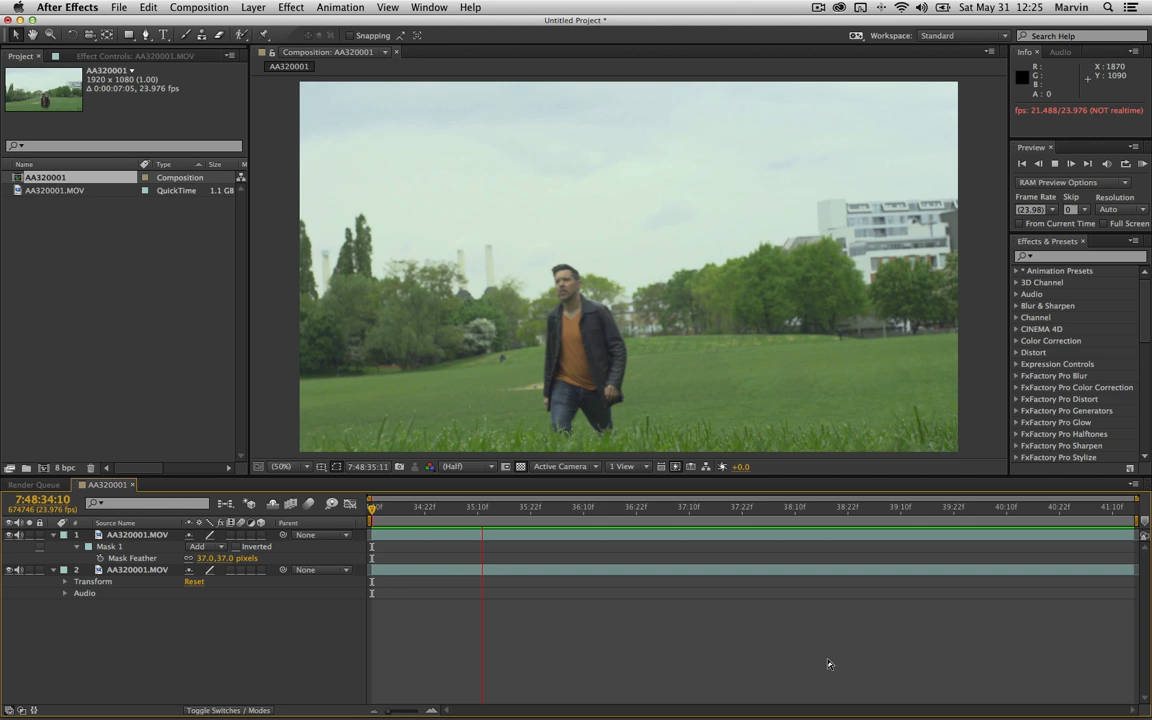 After Effects File Edit Composition Layer Effect Animation View Window Help Sat May 31 12:25 Marvin
Untitled Project *
Snapping Workspace: Standard Search Help
Project × Effect Controls: AA320001.MOV
Composition: AA320001
Info × Audio
AA320001
AA320001
1920 x 1080 (1.00)
Δ 0:00:07:05, 23.976 fps
R :
G :
B :
A : 0
X : 1870
Y : 1090
fps: 21.488/23.976 (NOT realtime)
Preview ×
RAM Preview Options
Frame Rate Skip Resolution
(23.98) 0 Auto
From Current Time Full Screen
Effects & Presets ×
Name # Type Size M
AA320001 Composition
AA320001.MOV QuickTime 1.1 GB
* Animation Presets
3D Channel
Audio
Blur & Sharpen
Channel
CINEMA 4D
Color Correction
Distort
Expression Controls
FxFactory Pro Blur
FxFactory Pro Color Correction
FxFactory Pro Distort
FxFactory Pro Generators
FxFactory Pro Glow
FxFactory Pro Halftones
FxFactory Pro Sharpen
FxFactory Pro Stylize
8 bpc
(50%) 7:48:35:11 (Half) Active Camera 1 View +0.0
Render Queue AA320001 ×
7:48:34:10
674746 (23.976 fps)
34:22f 35:10f 35:22f 36:10f 36:22f 37:10f 37:22f 38:10f 38:22f 39:10f 39:22f 40:10f 40:22f 41:10f
# Source Name Parent
1 AA320001.MOV None
Mask 1 Add Inverted
Mask Feather 37.0,37.0 pixels
2 AA320001.MOV None
Transform Reset
Audio
Toggle Switches / Modes